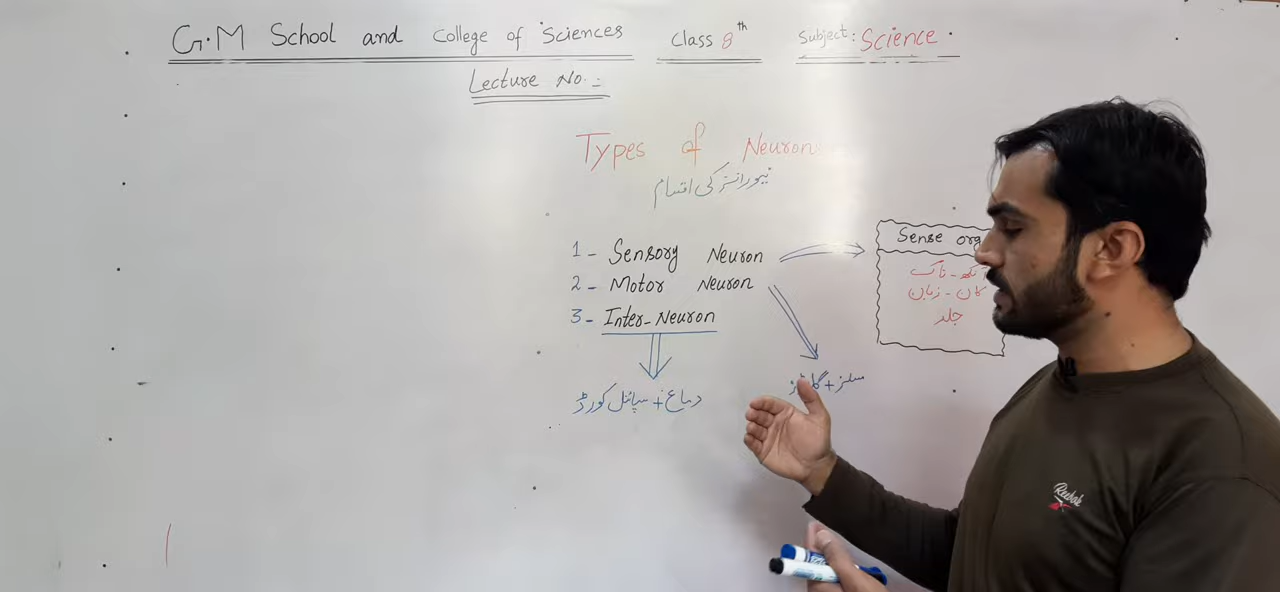 G.M School and College of Sciences Class 8th Subject: Science.
Lecture No:-
Types of Neurons
نیورانز کی اقسام
1- Sensory Neuron
2- Motor Neuron
3- Inter-Neuron
دماغ + سپائنل کورڈ
مسلز +
Sense
ناک
کان - زبان
جلد
Reebok